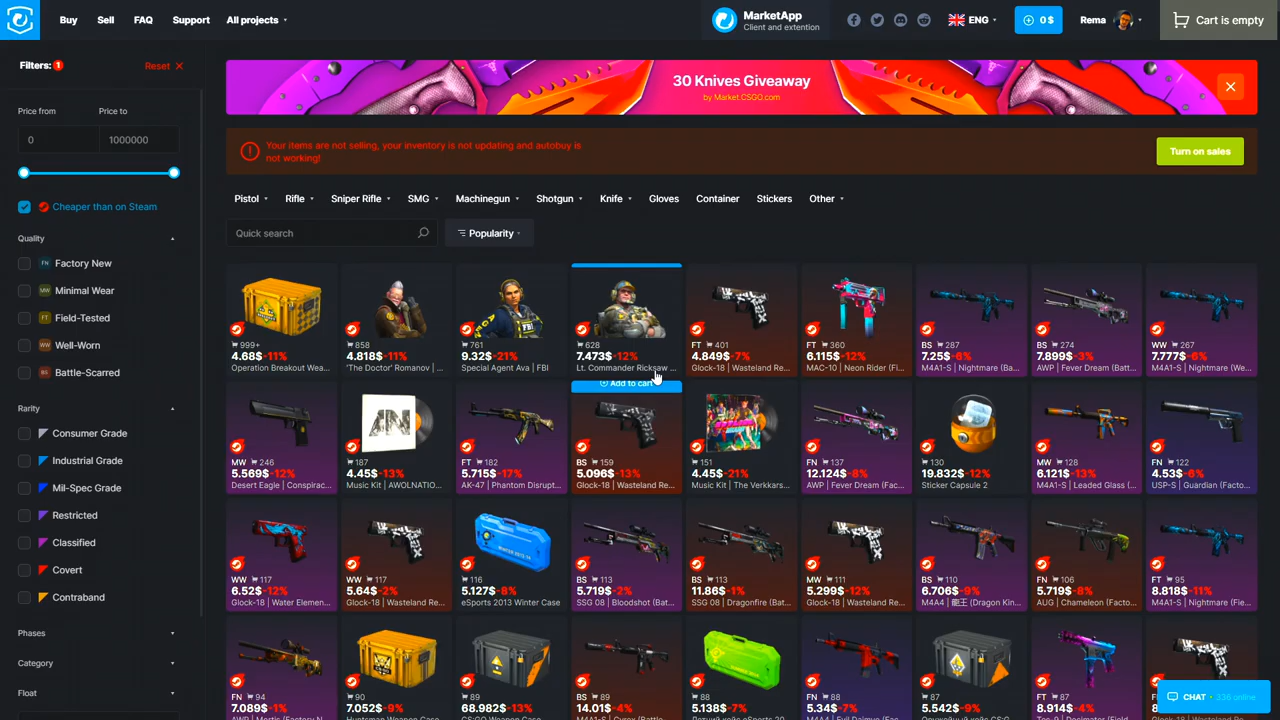 Buy Sell FAQ Support All projects
MarketApp
Client and extention
ENG
0 $
Rema
Cart is empty
Filters: 1
Reset
Price from Price to
0 1000000
Cheaper than on Steam
Quality
FN Factory New
MW Minimal Wear
FT Field-Tested
WW Well-Worn
BS Battle-Scarred
Rarity
Consumer Grade
Industrial Grade
Mil-Spec Grade
Restricted
Classified
Covert
Contraband
Phases
Category
Float
30 Knives Giveaway
by Market.CSGO.com
Your items are not selling, your inventory is not updating and autobuy is
not working!
Turn on sales
Pistol Rifle Sniper Rifle SMG Machinegun Shotgun Knife Gloves Container Stickers Other
Quick search
Popularity
999+
4.68$-11%
Operation Breakout Wea...
858
4.818$-11%
'The Doctor' Romanov | ...
761
9.32$-21%
Special Agent Ava | FBI
628
7.473$-12%
Lt. Commander Ricksaw ...
Add to cart
FT 401
4.849$-7%
Glock-18 | Wasteland Re...
FT 360
6.115$-12%
MAC-10 | Neon Rider (Fi...
BS 287
7.25$-6%
M4A1-S | Nightmare (Ba...
BS 274
7.899$-3%
AWP | Fever Dream (Batt...
WW 267
7.777$-6%
M4A1-S | Nightmare (We...
MW 246
5.569$-12%
Desert Eagle | Conspirac...
187
4.45$-13%
Music Kit | AWOLNATIO...
FT 182
5.715$-17%
AK-47 | Phantom Disrupt...
BS 159
5.096$-13%
Glock-18 | Wasteland Re...
151
4.45$-21%
Music Kit | The Verkkars...
FN 137
12.124$-8%
AWP | Fever Dream (Fac...
130
19.832$-12%
Sticker Capsule 2
MW 128
6.121$-13%
M4A1-S | Leaded Glass (...
FN 122
4.53$-6%
USP-S | Guardian (Facto...
WW 117
6.52$-12%
Glock-18 | Water Elemen...
WW 117
5.64$-2%
Glock-18 | Wasteland Re...
116
5.127$-8%
eSports 2013 Winter Case
BS 113
5.719$-2%
SSG 08 | Bloodshot (Bat...
BS 113
11.86$-1%
SSG 08 | Dragonfire (Bat...
MW 111
5.299$-12%
Glock-18 | Wasteland Re...
BS 110
6.706$-9%
M4A4 | 龍王 (Dragon Kin...
FN 106
5.719$-8%
AUG | Chameleon (Facto...
FT 95
8.818$-11%
M4A1-S | Nightmare (Fie...
FN 94
7.089$-1%
90
7.052$-9%
89
68.982$-13%
BS 89
14.01$-4%
88
5.138$-7%
FN 88
5.34$-7%
87
5.542$-9%
FT 87
8.914$-4%
CHAT • 336 online